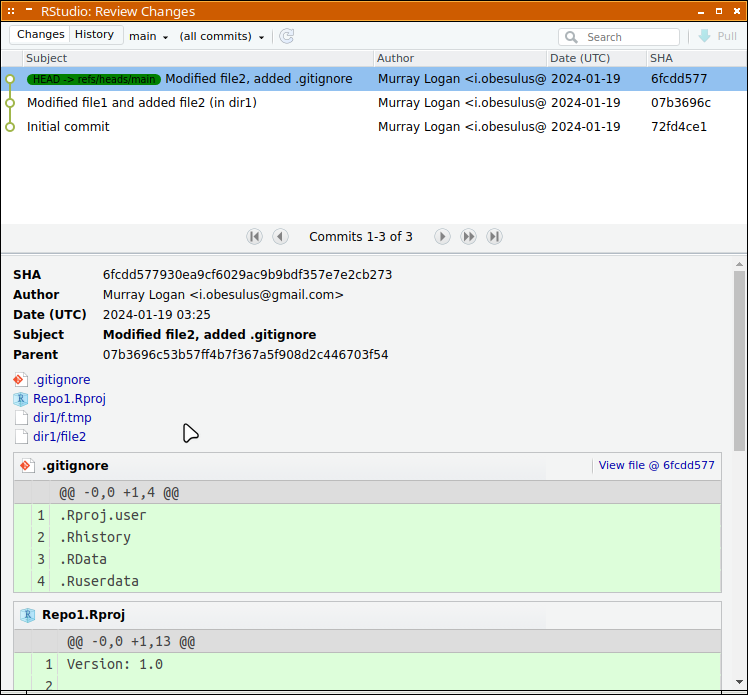 RStudio: Review Changes
Changes History main (all commits) Search Pull
Subject Author Date (UTC) SHA
HEAD -> refs/heads/main Modified file2, added .gitignore Murray Logan <i.obesulus@ 2024-01-19 6fcdd577
Modified file1 and added file2 (in dir1) Murray Logan <i.obesulus@ 2024-01-19 07b3696c
Initial commit Murray Logan <i.obesulus@ 2024-01-19 72fd4ce1
Commits 1-3 of 3
SHA 6fcdd577930ea9cf6029ac9b9bdf357e7e2cb273
Author Murray Logan <i.obesulus@gmail.com>
Date (UTC) 2024-01-19 03:25
Subject Modified file2, added .gitignore
Parent 07b3696c53b57ff4b7f367a5f908d2c446703f54
.gitignore
Repo1.Rproj
dir1/f.tmp
dir1/file2
.gitignore View file @ 6fcdd577
@@ -0,0 +1,4 @@
1 .Rproj.user
2 .Rhistory
3 .RData
4 .Ruserdata
Repo1.Rproj
@@ -0,0 +1,13 @@
1 Version: 1.0
2